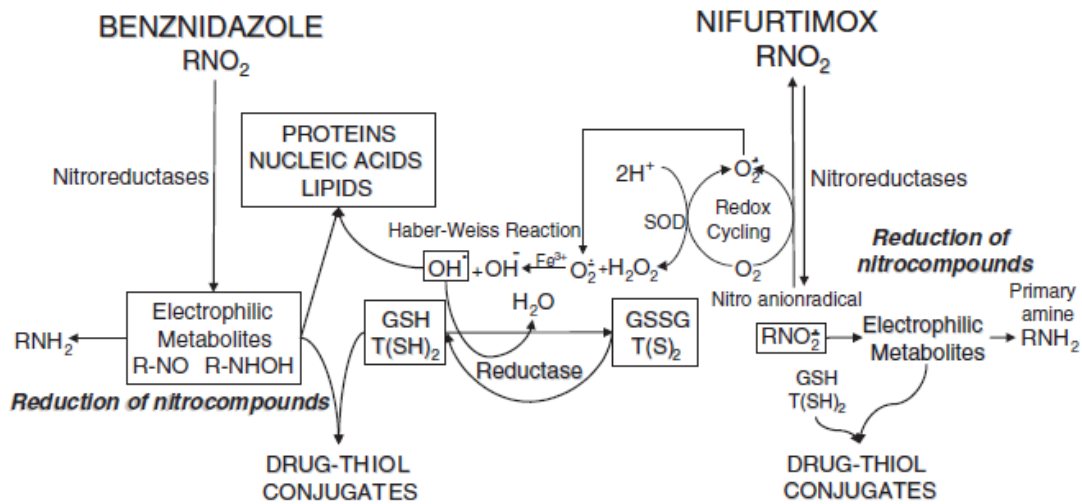 BENZNIDAZOLE
RNO₂
NIFURTIMOX
RNO₂
PROTEINS
NUCLEIC ACIDS
LIPIDS
Nitroreductases
2H⁺
O₂∸
SOD
Redox
Cycling
O₂
Nitroreductases
Haber-Weiss Reaction
OH˙ + OH⁻
Fe³⁺
O₂∸ + H₂O₂
Reduction of
nitrocompounds
Nitro anionradical
RNO₂∸
Electrophilic
Metabolites
Primary
amine
RNH₂
RNH₂
Electrophilic
Metabolites
R-NO R-NHOH
Reduction of nitrocompounds
GSH
T(SH)₂
H₂O
Reductase
GSSG
T(S)₂
GSH
T(SH)₂
DRUG-THIOL
CONJUGATES
DRUG-THIOL
CONJUGATES